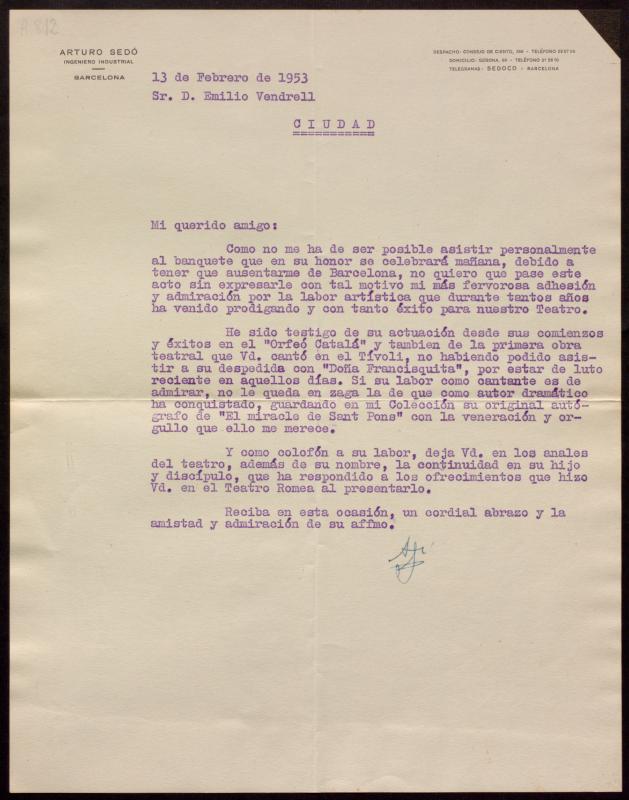 A.812
ARTURO SEDÓ
INGENIERO INDUSTRIAL
BARCELONA
DESPACHO: CONSEJO DE CIENTO, - TELÉFONO
DOMICILIO: GERONA, - TELÉFONO
TELEGRAMAS: SEDOCO - BARCELONA
13 de Febrero de 1953
Sr. D. Emilio Vendrell
C I U D A D
Mi querido amigo:
Como no me ha de ser posible asistir personalmente
al banquete que en su honor se celebrará mañana, debido a
tener que ausentarme de Barcelona, no quiero que pase este
acto sin expresarle con tal motivo mi más fervorosa adhesión
y admiración por la labor artística que durante tantos años
ha venido prodigando y con tanto éxito para nuestro Teatro.
He sido testigo de su actuación desde sus comienzos
y éxitos en el "Orfeó Catalá" y tambien de la primera obra
teatral que Vd. cantó en el Tívoli, no habiendo podido asis-
tir a su despedida con "Doña Francisquita", por estar de luto
reciente en aquellos días. Si su labor como cantante es de
admirar, no le queda en zaga la de que como autor dramático
ha conquistado, guardando en mi Colección su original autó-
grafo de "El miracle de Sant Pons" con la veneración y or-
gullo que ello me merece.
Y como colofón a su labor, deja Vd. en los anales
del teatro, además de su nombre, la continuidad en su hijo
y discípulo, que ha respondido a los ofrecimientos que hizo
Vd. en el Teatro Romea al presentarlo.
Reciba en esta ocasión, un cordial abrazo y la
amistad y admiración de su affmo.